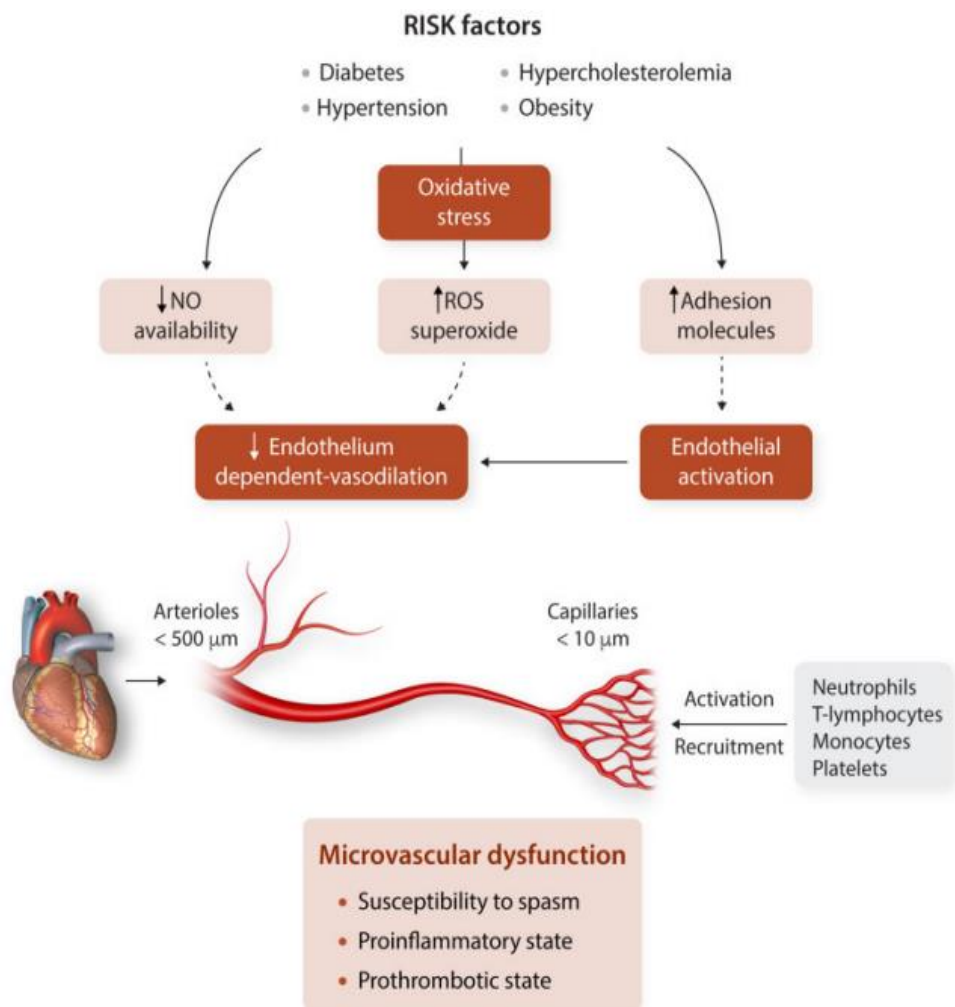 RISK factors
• Diabetes
• Hypercholesterolemia
• Hypertension
• Obesity
Oxidative
stress
↓NO
availability
↑ROS
superoxide
↑Adhesion
molecules
↓ Endothelium
dependent-vasodilation
Endothelial
activation
Arterioles
< 500 μm
Capillaries
< 10 μm
Activation
Recruitment
Neutrophils
T-lymphocytes
Monocytes
Platelets
Microvascular dysfunction
• Susceptibility to spasm
• Proinflammatory state
• Prothrombotic state